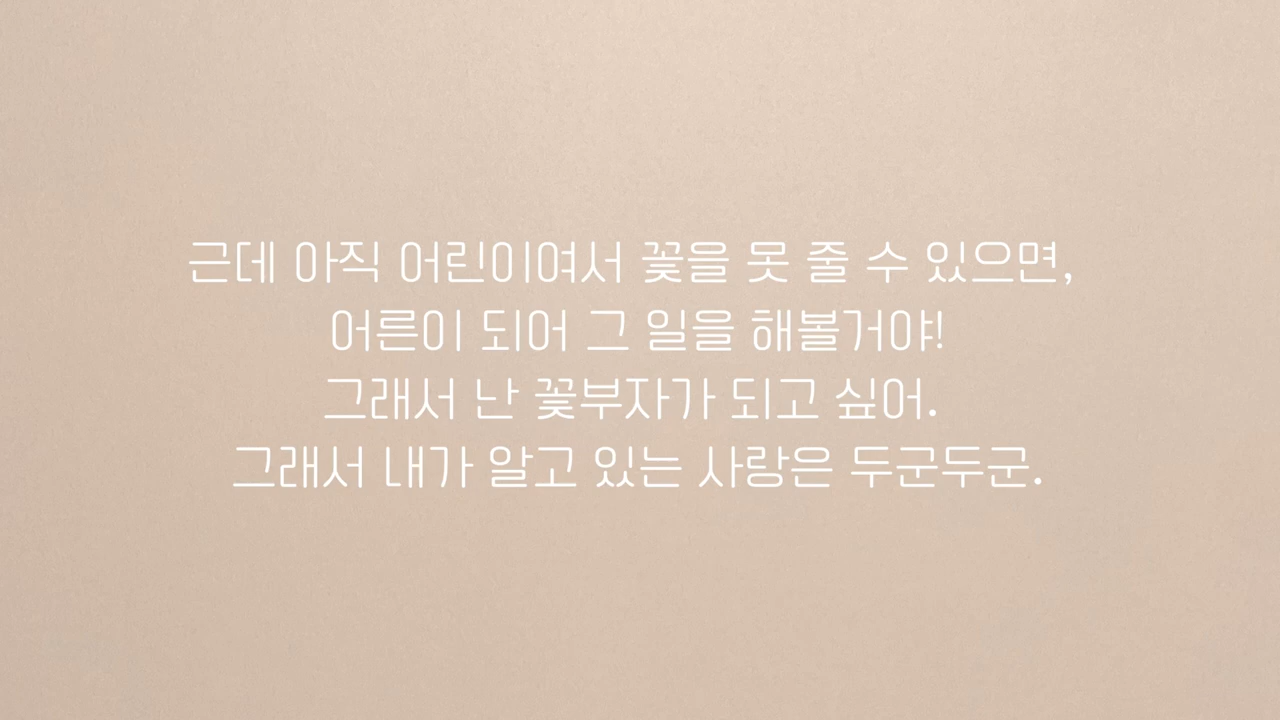 근데 아직 어린이여서 꽃을 못 줄 수 있으면,
어른이 되어 그 일을 해볼거야!
그래서 난 꽃부자가 되고 싶어.
그래서 내가 알고 있는 사랑은 두군두군.